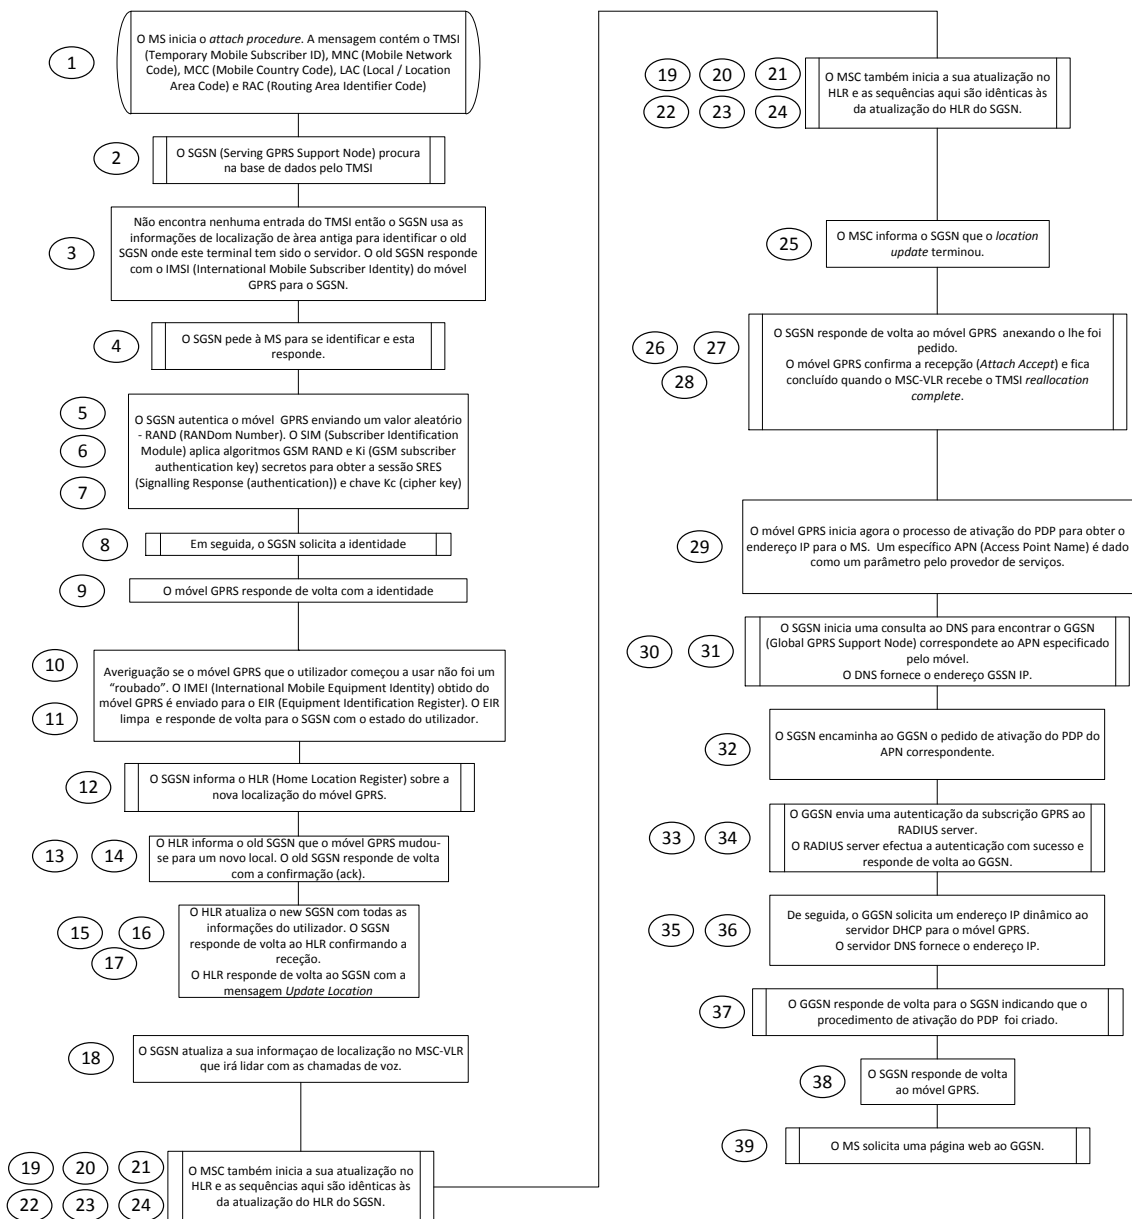 1
O MS inicia o attach procedure. A mensagem contém o TMSI
(Temporary Mobile Subscriber ID), MNC (Mobile Network
Code), MCC (Mobile Country Code), LAC (Local / Location
Area Code) e RAC (Routing Area Identifier Code)
2
O SGSN (Serving GPRS Support Node) procura
na base de dados pelo TMSI
3
Não encontra nenhuma entrada do TMSI então o SGSN usa as
informações de localização de àrea antiga para identificar o old
SGSN onde este terminal tem sido o servidor. O old SGSN responde
com o IMSI (International Mobile Subscriber Identity) do móvel
GPRS para o SGSN.
4
O SGSN pede à MS para se identificar e esta
responde.
5
6
7
O SGSN autentica o móvel GPRS enviando um valor aleatório
- RAND (RANDom Number). O SIM (Subscriber Identification
Module) aplica algoritmos GSM RAND e Ki (GSM subscriber
authentication key) secretos para obter a sessão SRES
(Signalling Response (authentication)) e chave Kc (cipher key)
8
Em seguida, o SGSN solicita a identidade
9
O móvel GPRS responde de volta com a identidade
10
11
Averiguação se o móvel GPRS que o utilizador começou a usar não foi um
“roubado”. O IMEI (International Mobile Equipment Identity) obtido do
móvel GPRS é enviado para o EIR (Equipment Identification Register). O EIR
limpa e responde de volta para o SGSN com o estado do utilizador.
12
O SGSN informa o HLR (Home Location Register) sobre a
nova localização do móvel GPRS.
13 14
O HLR informa o old SGSN que o móvel GPRS mudou-
se para um novo local. O old SGSN responde de volta
com a confirmação (ack).
15 16
17
O HLR atualiza o new SGSN com todas as
informações do utilizador. O SGSN
responde de volta ao HLR confirmando a
receção.
O HLR responde de volta ao SGSN com a
mensagem Update Location
18
O SGSN atualiza a sua informaçao de localização no MSC-VLR
que irá lidar com as chamadas de voz.
19 20 21
22 23 24
O MSC também inicia a sua atualização no
HLR e as sequências aqui são idênticas às
da atualização do HLR do SGSN.
19 20 21
22 23 24
O MSC também inicia a sua atualização no
HLR e as sequências aqui são idênticas às
da atualização do HLR do SGSN.
25
O MSC informa o SGSN que o location
update terminou.
26 27
28
O SGSN responde de volta ao móvel GPRS anexando o lhe foi
pedido.
O móvel GPRS confirma a recepção (Attach Accept) e fica
concluído quando o MSC-VLR recebe o TMSI reallocation
complete.
29
O móvel GPRS inicia agora o processo de ativação do PDP para obter o
endereço IP para o MS. Um específico APN (Access Point Name) é dado
como um parâmetro pelo provedor de serviços.
30 31
O SGSN inicia uma consulta ao DNS para encontrar o GGSN
(Global GPRS Support Node) correspondete ao APN especificado
pelo móvel.
O DNS fornece o endereço GSSN IP.
32
O SGSN encaminha ao GGSN o pedido de ativação do PDP do
APN correspondente.
33 34
O GGSN envia uma autenticação da subscrição GPRS ao
RADIUS server.
O RADIUS server efectua a autenticação com sucesso e
responde de volta ao GGSN.
35 36
De seguida, o GGSN solicita um endereço IP dinâmico ao
servidor DHCP para o móvel GPRS.
O servidor DNS fornece o endereço IP.
37
O GGSN responde de volta para o SGSN indicando que o
procedimento de ativação do PDP foi criado.
38
O SGSN responde de volta
ao móvel GPRS.
39
O MS solicita uma página web ao GGSN.